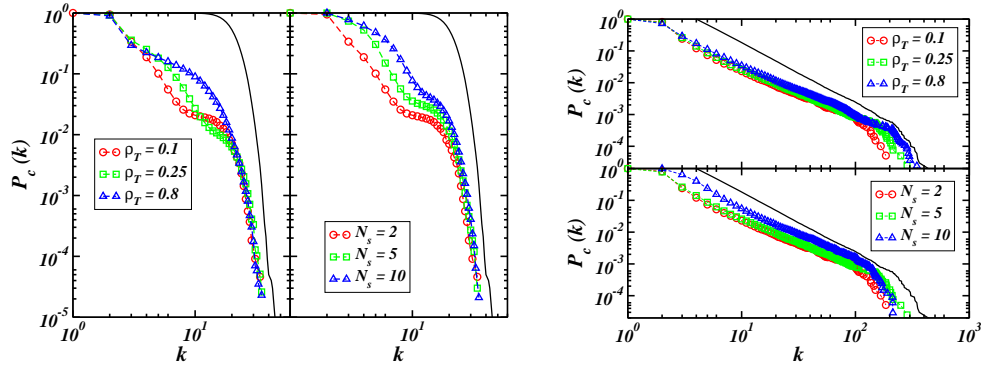 10^0
10^-1
10^-2
10^-3
10^-4
10^-5
P_c (k)
ρ_T = 0.1
ρ_T = 0.25
ρ_T = 0.8
10^0
10^1
k
N_s = 2
N_s = 5
N_s = 10
10^1
k
10^0
10^-1
10^-2
10^-3
10^-4
P_c (k)
ρ_T = 0.1
ρ_T = 0.25
ρ_T = 0.8
10^0
10^-2
10^-3
10^-4
P_c (k)
N_s = 2
N_s = 5
N_s = 10
10^0
10^1
10^2
10^3
k